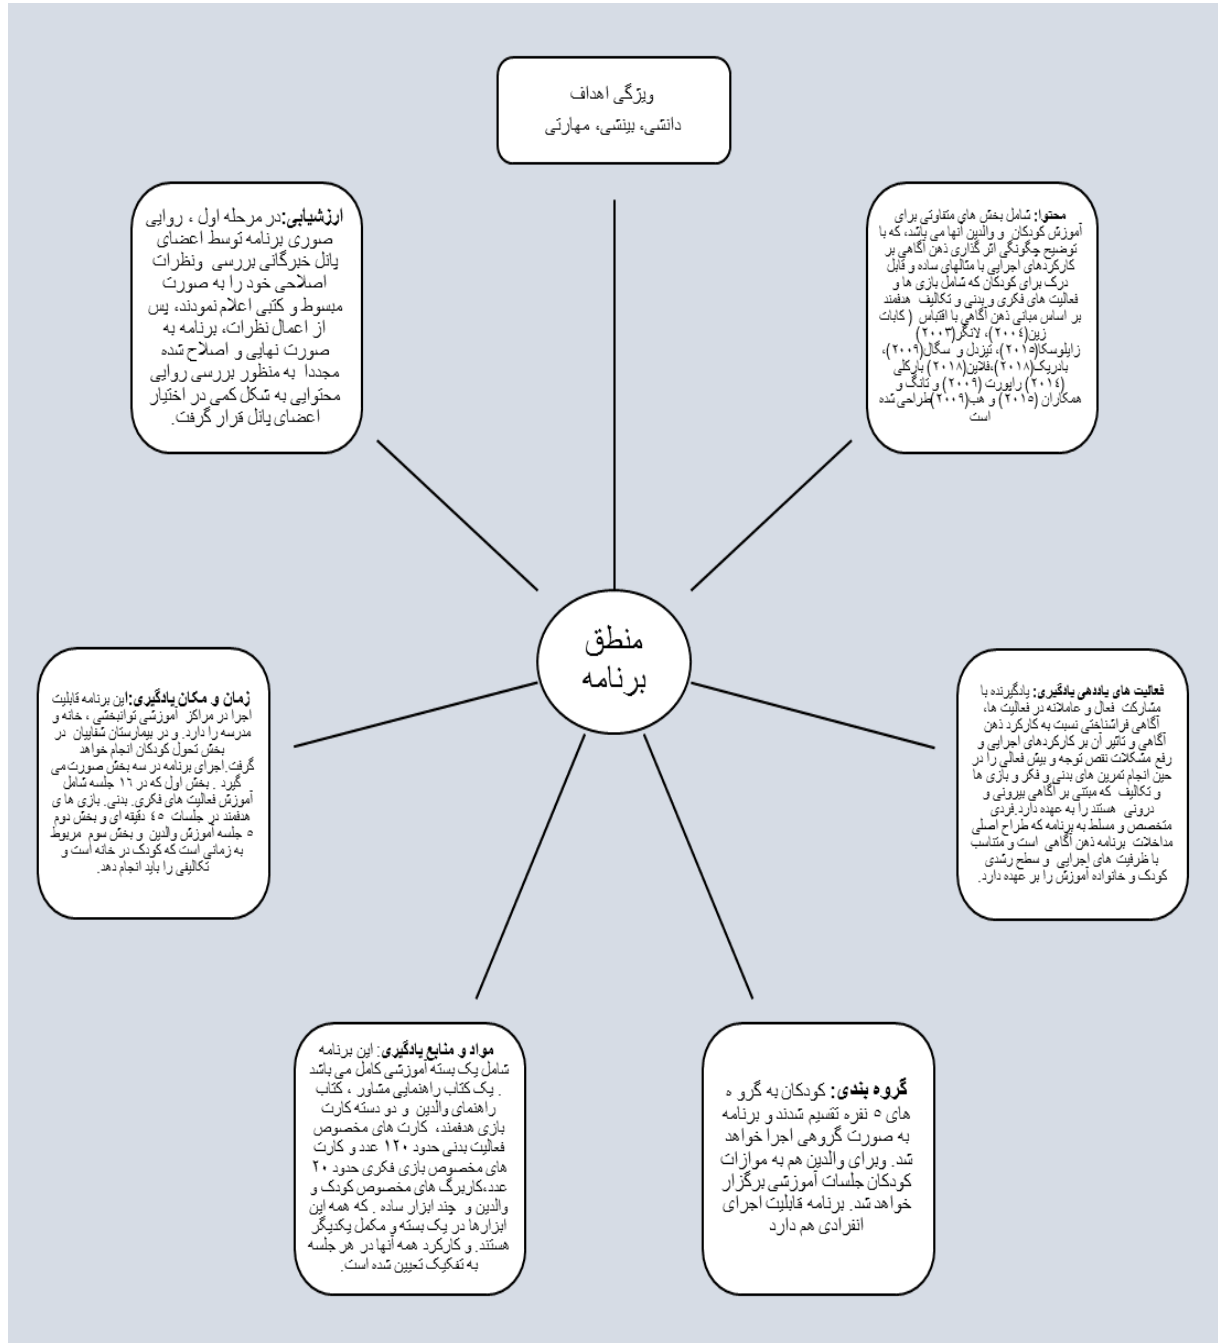 ویژگی اهداف
دانشی، بینشی، مهارتی
محتوا: شامل بخش های متفاوتی برای
آموزش کودکان و والدین آنها می باشد، که با
توضیح چگونگی اثر گذاری ذهن آگاهی بر
کارکردهای اجرایی با مثالهای ساده و قابل
درک برای کودکان که شامل بازی ها و
فعالیت های فکری و بدنی و تکالیف هدفمند
بر اساس مبانی ذهن آگاهی با اقتباس ( کابات
زین(۲۰۰٤)، لانگر(۲۰۰۳)
زایلوسکا(۲۰۱٥)، تیزدل و سگال(۲۰۰۹)،
بادریک(۲۰۱۸)،فلاین(۲۰۱۸) بارکلی
(۲۰۱٤) راپورت (۲۰۰۹) و تانگ و
همکاران (۲۰۱٥) و هب(۲۰۰۹)طراحی شده
است
فعالیت های یاددهی یادگیری: یادگیرنده با
مشارکت فعال و عاملانه در فعالیت ها،
آگاهی فراشناختی نسبت به کارکرد ذهن
آگاهی و تاثیر آن بر کارکردهای اجرایی و
رفع مشکلات نقص توجه و بیش فعالی را در
حین انجام تمرین های بدنی و فکر و بازی ها
و تکالیف که مبتنی بر آگاهی بیرونی و
درونی هستند را به عهده دارد.فردی
متخصص و مسلط به برنامه که طراح اصلی
مداخلات برنامه ذهن آگاهی است و متناسب
با ظرفیت های اجرایی و سطح رشدی
کودک و خانواده آموزش را بر عهده دارد.
گروه بندی: کودکان به گرو ه
های ٥ نفره تقسیم شدند و برنامه
به صورت گروهی اجرا خواهد
شد. وبرای والدین هم به موازات
کودکان جلسات آموزشی برگزار
خواهد شد. برنامه قابلیت اجرای
انفرادی هم دارد
مواد و منابع یادگیری: این برنامه
شامل یک بسته آموزشی کامل می باشد
. یک کتاب راهنمایی مشاور ، کتاب
راهنمای والدین و دو دسته کارت
بازی هدفمند، کارت های مخصوص
فعالیت بدنی حدود ۱۲۰ عدد و کارت
های مخصوص بازی فکری حدود ۲۰
عدد،کاربرگ های مخصوص کودک و
والدین و چند ابزار ساده . که همه این
ابزارها در یک بسته و مکمل یکدیگر
هستند. و کارکرد همه آنها در هر جلسه
به تفکیک تعیین شده است.
زمان و مکان یادگیری:این برنامه قابلیت
اجرا در مراکز آموزشی توانبخشی ، خانه و
مدرسه را دارد. و در بیمارستان شفاییان در
بخش تحول کودکان انجام خواهد
گرفت.اجرای برنامه در سه بخش صورت می
گیرد . بخش اول که در ۱٦ جلسه شامل
آموزش فعالیت های فکری. بدنی. بازی ها ی
هدفمند در جلسات ٤٥ دقیقه ای و بخش دوم
٥ جلسه آموزش والدین و بخش سوم مربوط
به زمانی است که کودک در خانه است و
تکالیفی را باید انجام دهد.
ارزشیابی:در مرحله اول ، روایی
صوری برنامه توسط اعضای
پانل خبرگانی بررسی ونظرات
اصلاحی خود را به صورت
مبسوط و کتبی اعلام نمودند، پس
از اعمال نظرات، برنامه به
صورت نهایی و اصلاح شده
مجددا به منظور بررسی روایی
محتوایی به شکل کمی در اختیار
اعضای پانل قرار گرفت.
منطق
برنامه